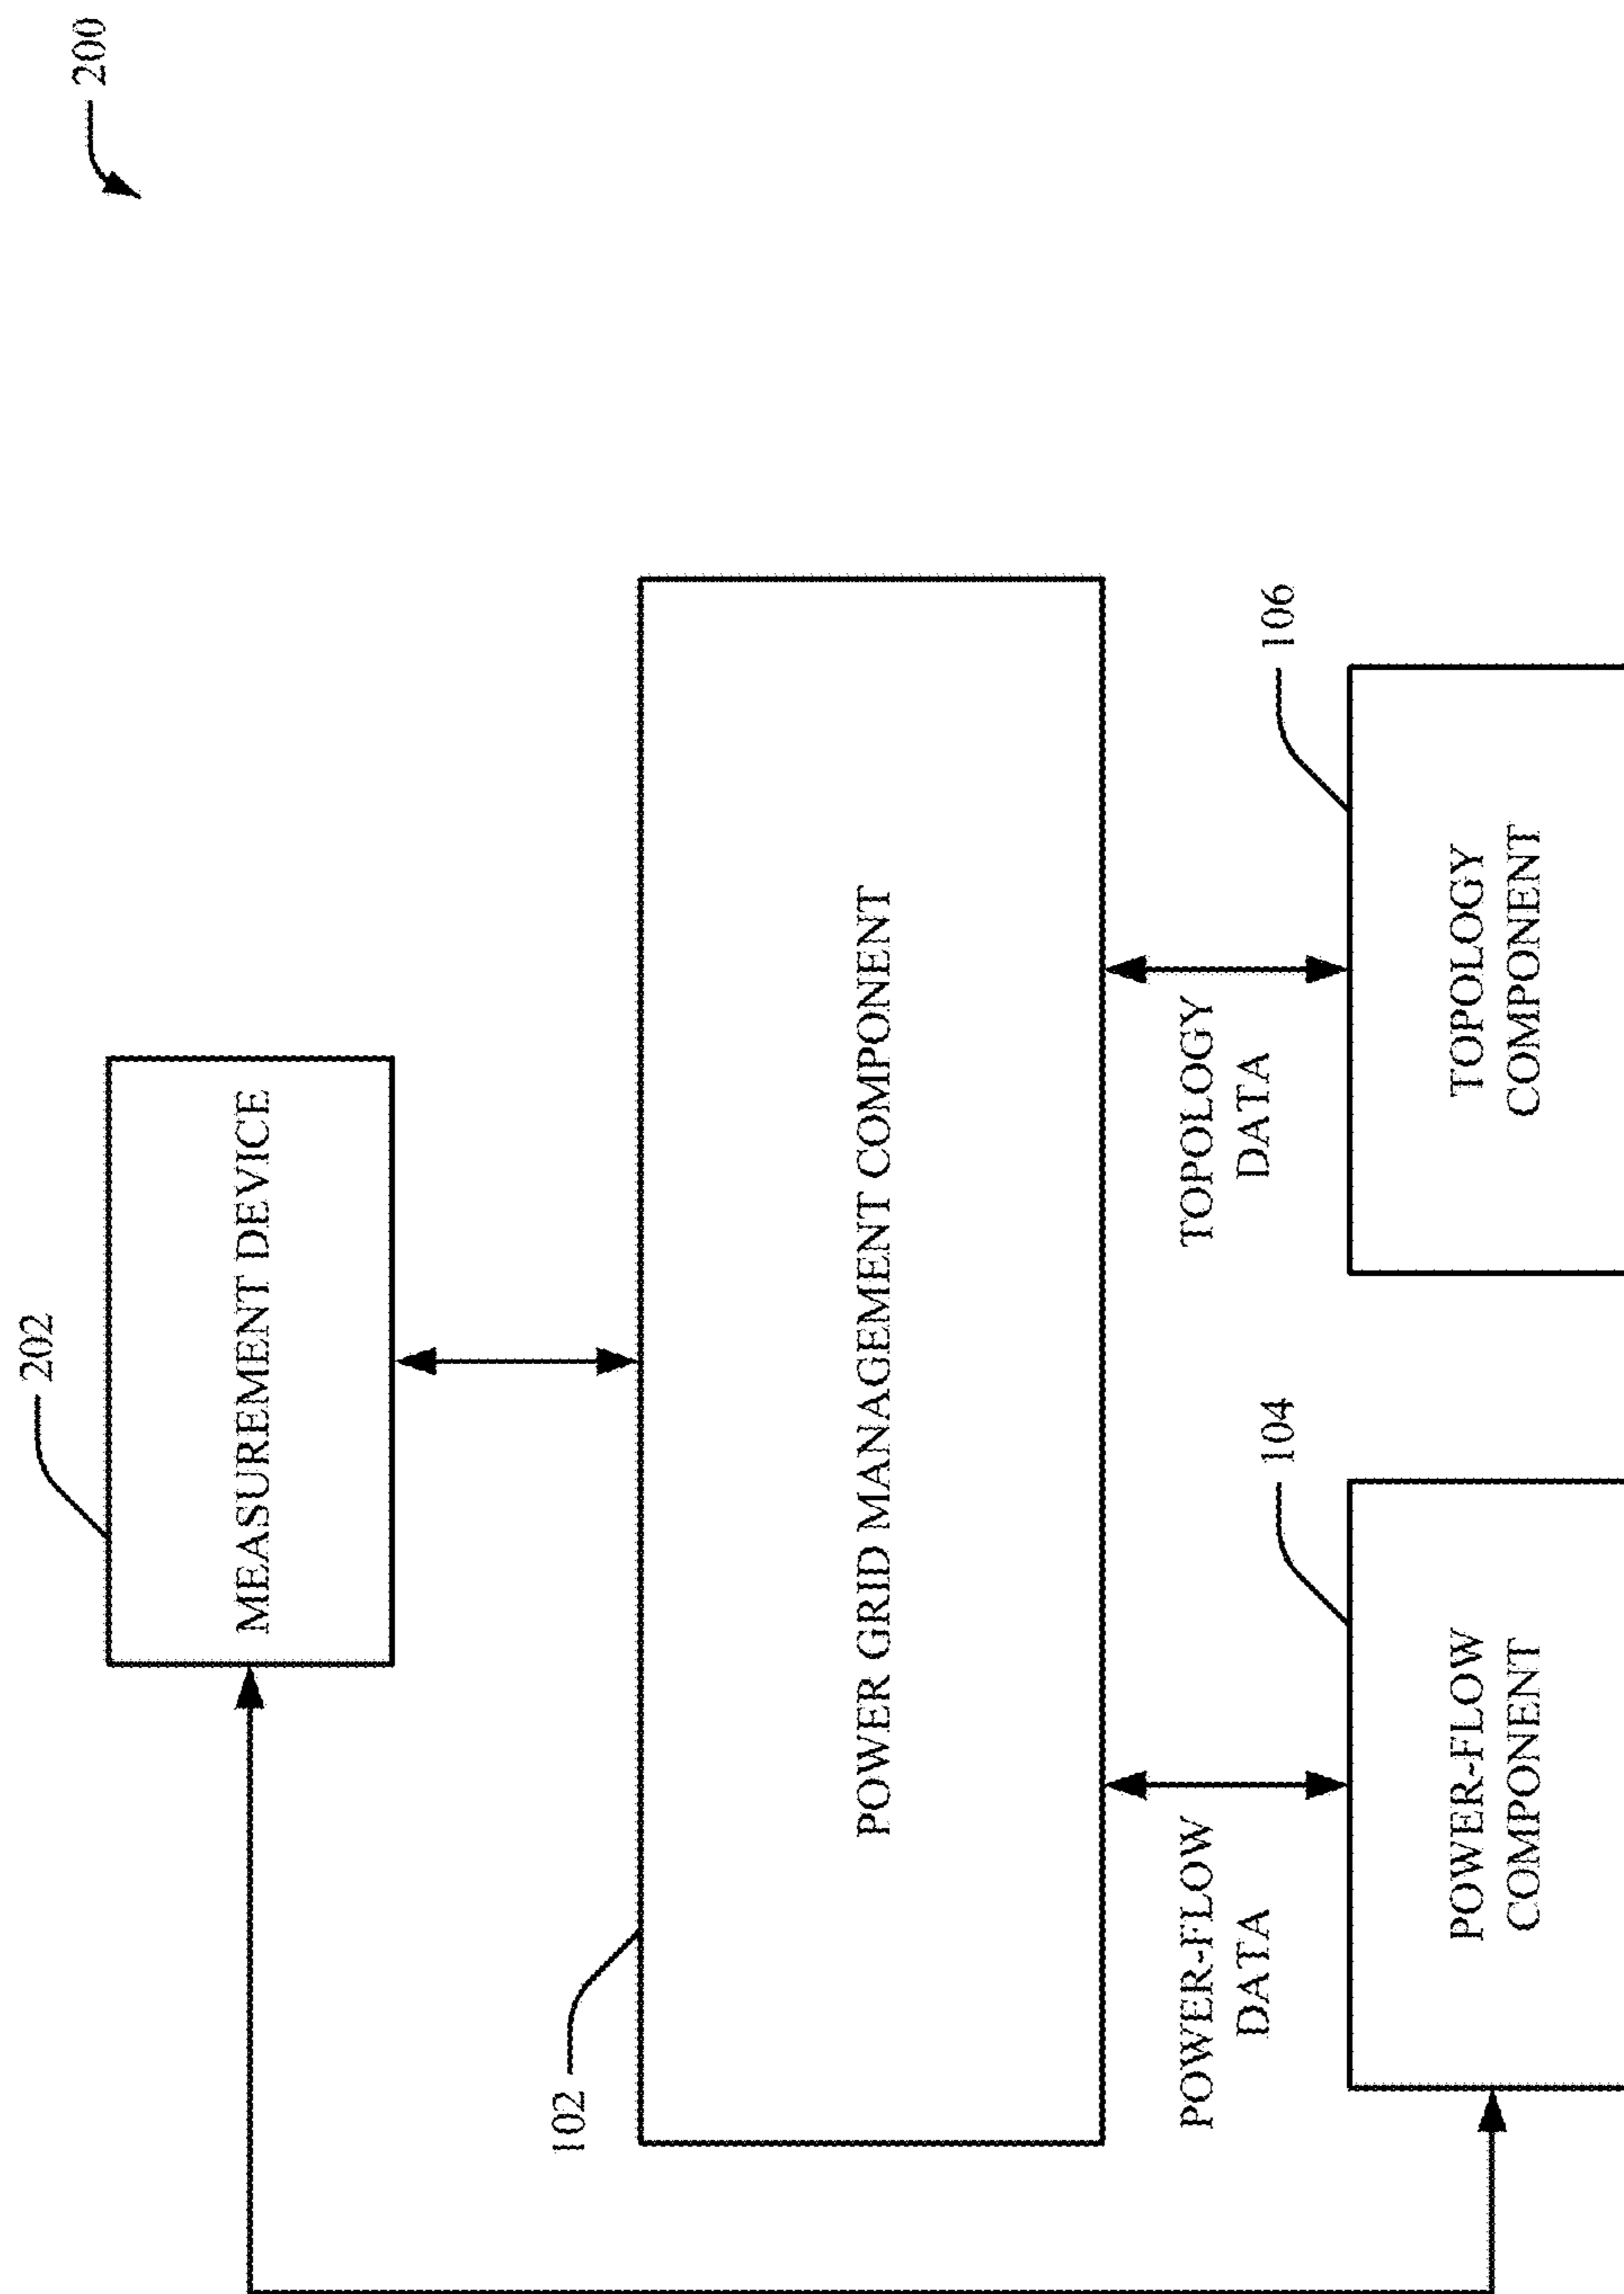 200
202
MEASUREMENT DEVICE
102
POWER GRID MANAGEMENT COMPONENT
POWER-FLOW
DATA
TOPOLOGY
DATA
104
106
POWER-FLOW
COMPONENT
TOPOLOGY
COMPONENT